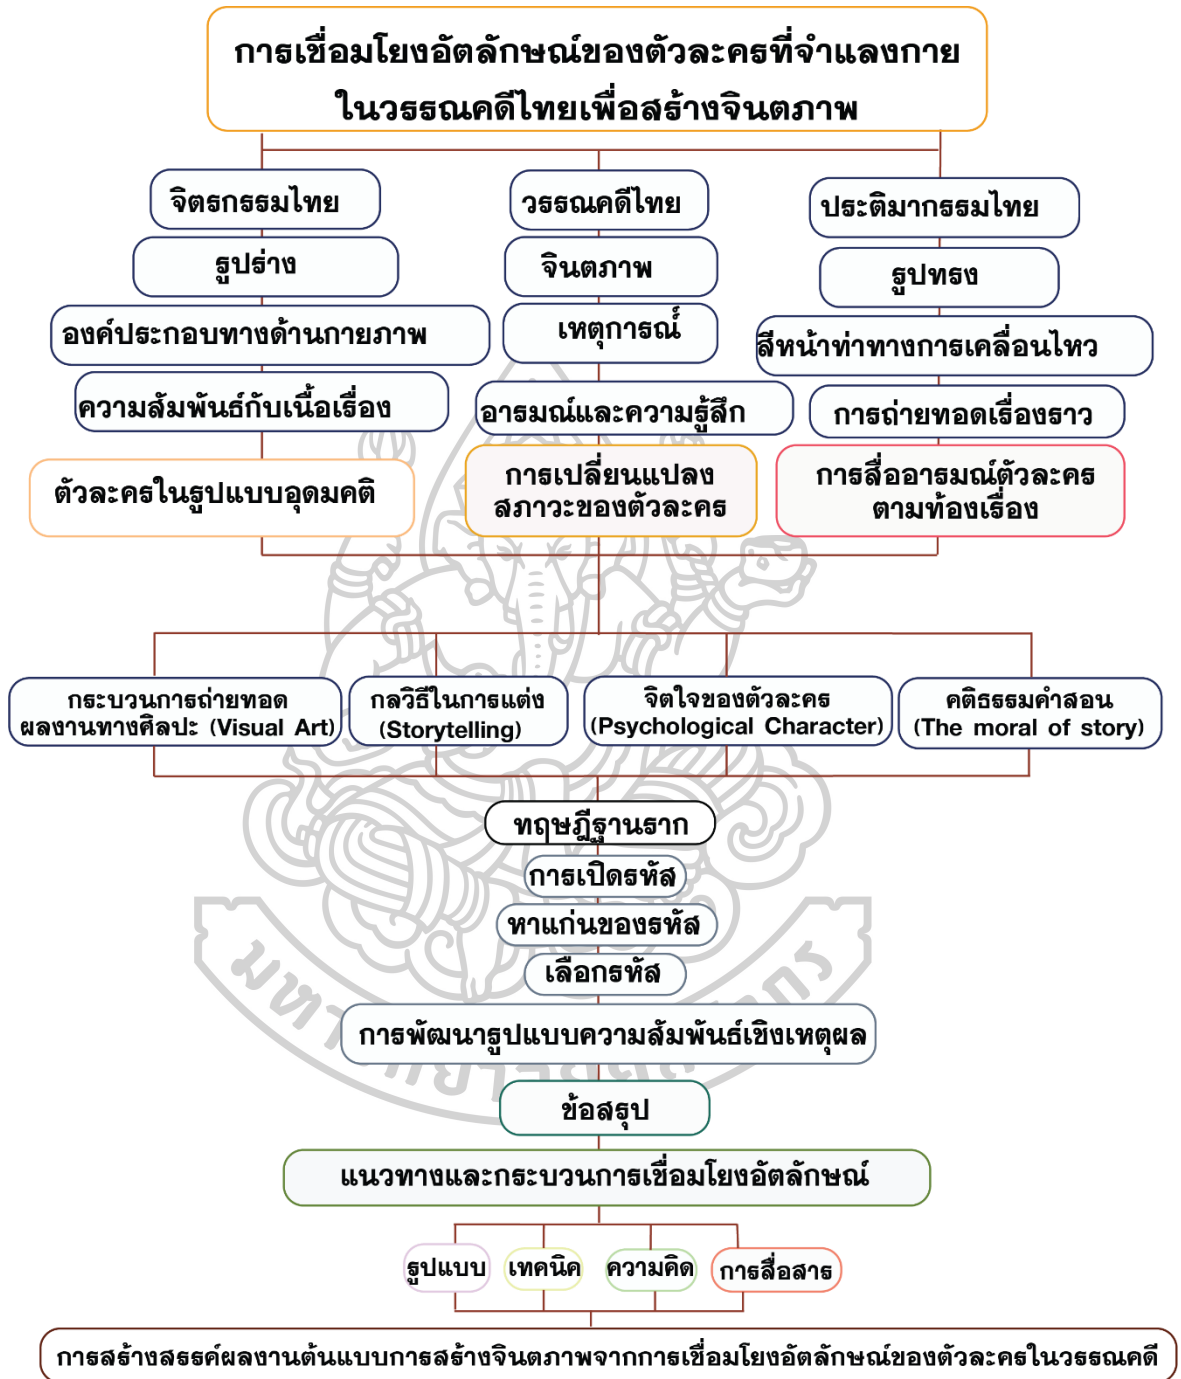 การเชื่อมโยงอัตลักษณ์ของตัวละครที่จำแลงกาย
ในวรรณคดีไทยเพื่อสร้างจินตภาพ
จิตรกรรมไทย
วรรณคดีไทย
ประติมากรรมไทย
รูปร่าง
จินตภาพ
รูปทรง
องค์ประกอบทางด้านกายภาพ
เหตุการณ์
สีหน้าท่าทางการเคลื่อนไหว
ความสัมพันธ์กับเนื้อเรื่อง
อารมณ์และความรู้สึก
การถ่ายทอดเรื่องราว
ตัวละครในรูปแบบอุดมคติ
การเปลี่ยนแปลง
สภาวะของตัวละคร
การสื่ออารมณ์ตัวละคร
ตามท้องเรื่อง
กระบวนการถ่ายทอด
ผลงานทางศิลปะ (Visual Art)
กลวิธีในการแต่ง
(Storytelling)
จิตใจของตัวละคร
(Psychological Character)
คติธรรมคำสอน
(The moral of story)
ทฤษฎีฐานราก
การเปิดรหัส
หาแก่นของรหัส
เลือกรหัส
การพัฒนารูปแบบความสัมพันธ์เชิงเหตุผล
ข้อสรุป
แนวทางและกระบวนการเชื่อมโยงอัตลักษณ์
รูปแบบ
เทคนิค
ความคิด
การสื่อสาร
การสร้างสรรค์ผลงานต้นแบบการสร้างจินตภาพจากการเชื่อมโยงอัตลักษณ์ของตัวละครในวรรณคดี